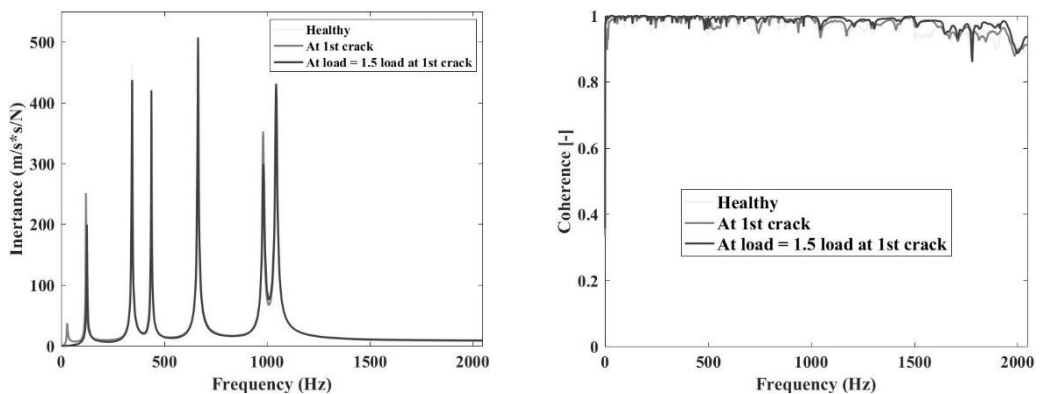 500
400
300
200
100
0
Inertance (m/s*s/N)
Healthy
At 1st crack
At load = 1.5 load at 1st crack
0 500 1000 1500 2000
Frequency (Hz)
1
0.8
0.6
0.4
0.2
0
Coherence [-]
Healthy
At 1st crack
At load = 1.5 load at 1st crack
0 500 1000 1500 2000
Frequency (Hz)